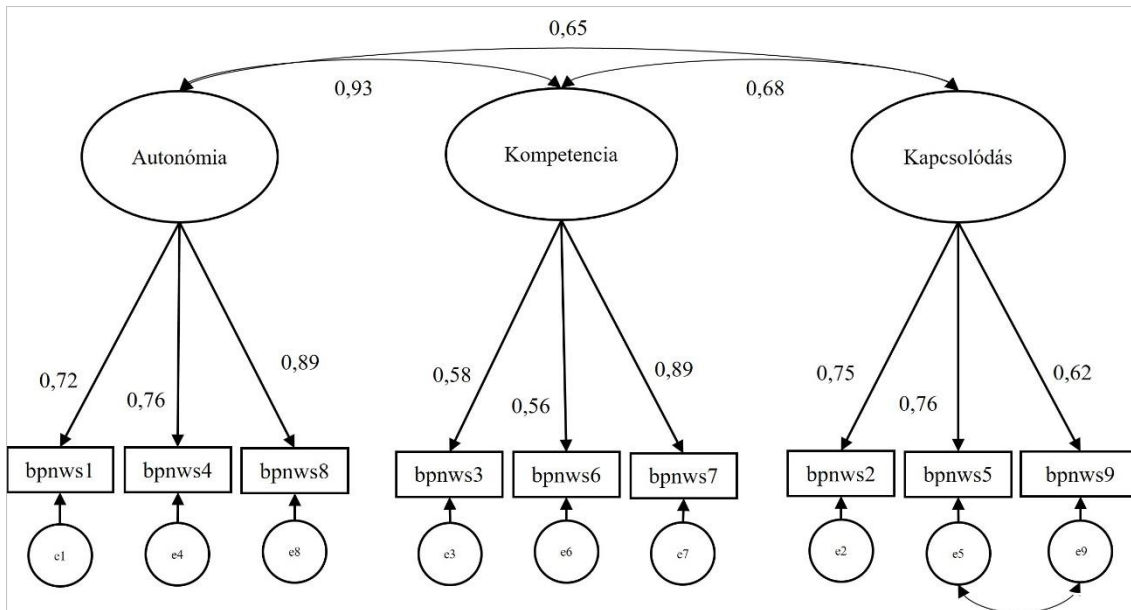 0,65
0,93
0,68
Autonómia
Kompetencia
Kapcsolódás
0,72
0,76
0,89
0,58
0,56
0,89
0,75
0,76
0,62
bpnws1
bpnws4
bpnws8
bpnws3
bpnws6
bpnws7
bpnws2
bpnws5
bpnws9
e1
e4
e8
e3
e6
e7
e2
e5
e9